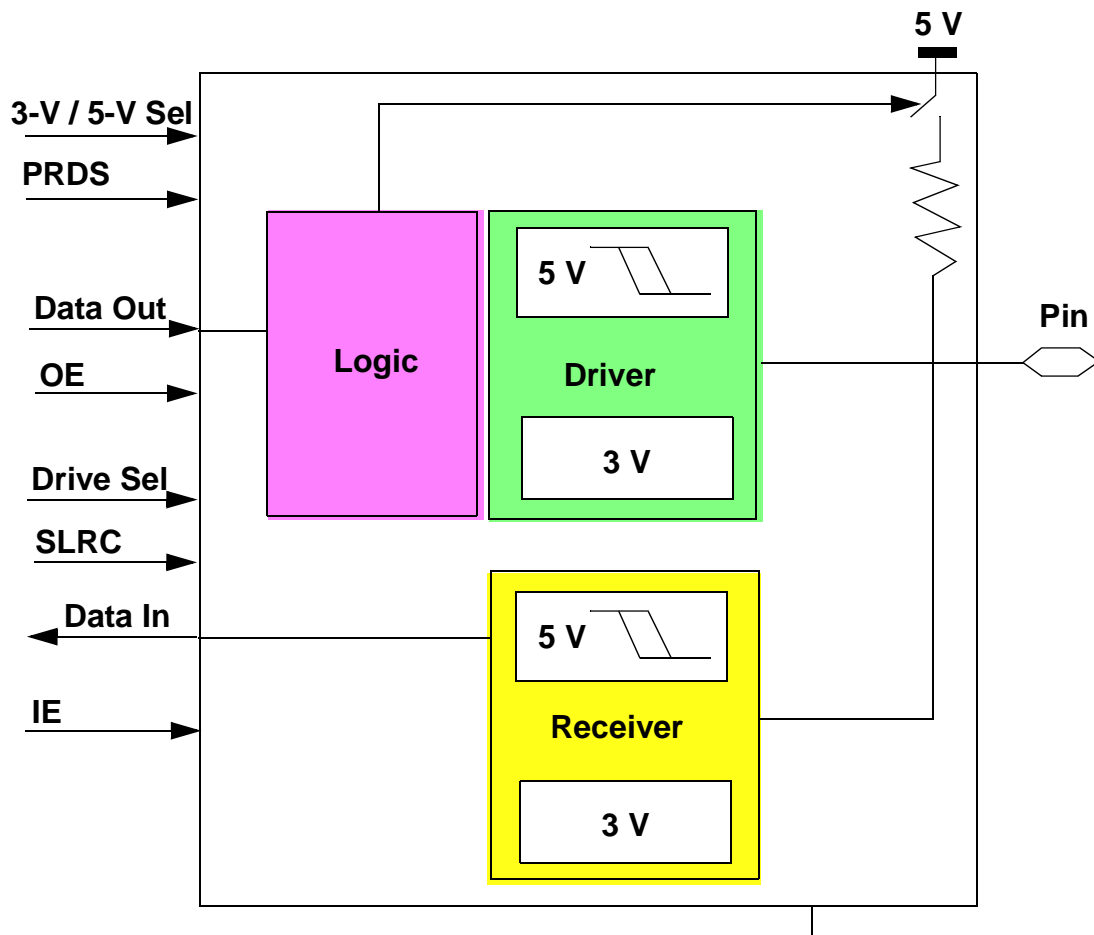 5 V
3-V / 5-V Sel
PRDS
Data Out
OE
Drive Sel
SLRC
Data In
IE
Logic
5 V
Driver
3 V
5 V
Receiver
3 V
Pin